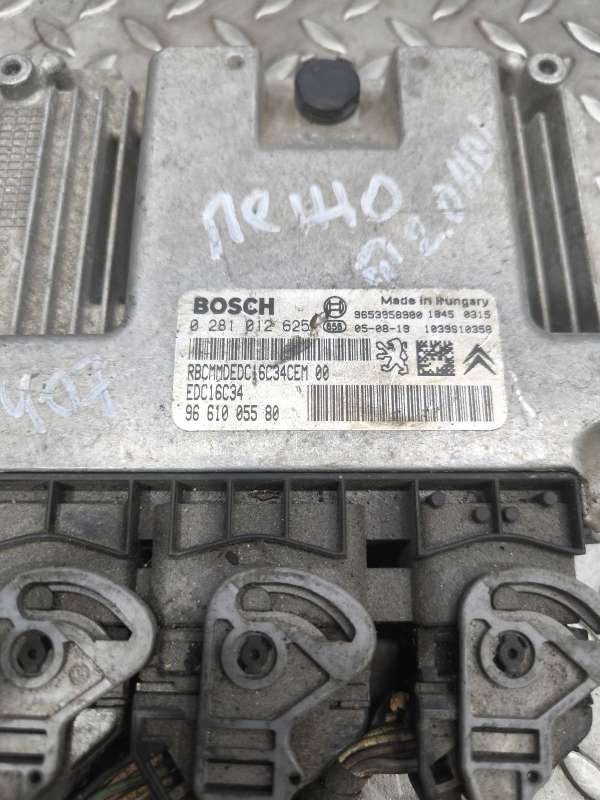 ПЕЖО
2.0HDI
407
BOSCH
Made in Hungary
0 281 012 625
9653958980 1845 0315
05-08-19 1039S10358
RBCMMDEDC16C34CEM 00
EDC16C34
96 610 055 80